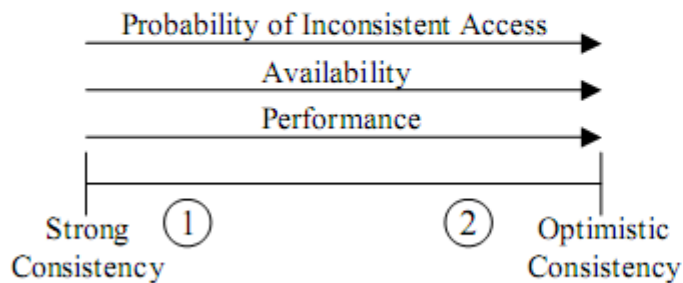 Probability of Inconsistent Access
Availability
Performance
1
2
Strong
Consistency
Optimistic
Consistency